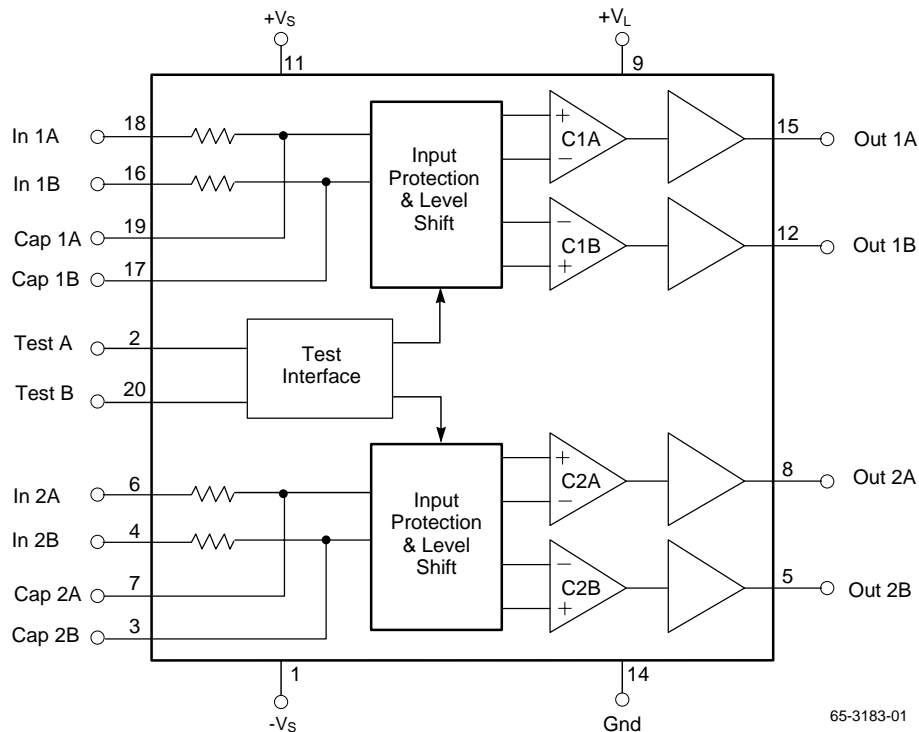 +VS
+VL
11
9
In 1A
18
In 1B
16
Cap 1A
19
Cap 1B
17
Input
Protection
& Level
Shift
+
C1A
−
−
C1B
+
15
Out 1A
12
Out 1B
Test A
2
Test B
20
Test
Interface
In 2A
6
In 2B
4
Cap 2A
7
Cap 2B
3
Input
Protection
& Level
Shift
+
C2A
−
−
C2B
+
8
Out 2A
5
Out 2B
1
-VS
14
Gnd
65-3183-01